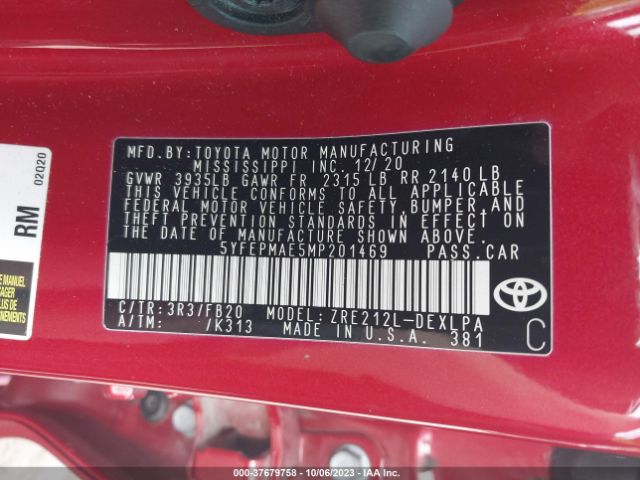 MFD. BY: TOYOTA MOTOR MANUFACTURING
MISSISSIPPI INC. 12/20
GVWR 3935LB GAWR FR 2315 LB RR 2140 LB
THIS VEHICLE CONFORMS TO ALL APPLICABLE
FEDERAL MOTOR VEHICLE SAFETY, BUMPER, AND
THEFT PREVENTION STANDARDS IN EFFECT ON
THE DATE OF MANUFACTURE SHOWN ABOVE.
5YFEPMAE5MP201469 PASS. CAR
C/TR: 3R3/FB20 MODEL: ZRE212L-DEXLPA
A/TM: /K313 MADE IN U.S.A. 381
C
RM
02Q20
000-37679758 | 10/06/2023 | IAA Inc.